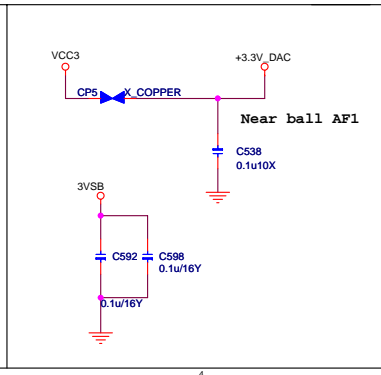 VCC3
+3.3V_DAC
CP5
X_COPPER
Near ball AF1
C538
0.1u10X
3VSB
C592
C598
0.1u/16Y
0.1u/16Y